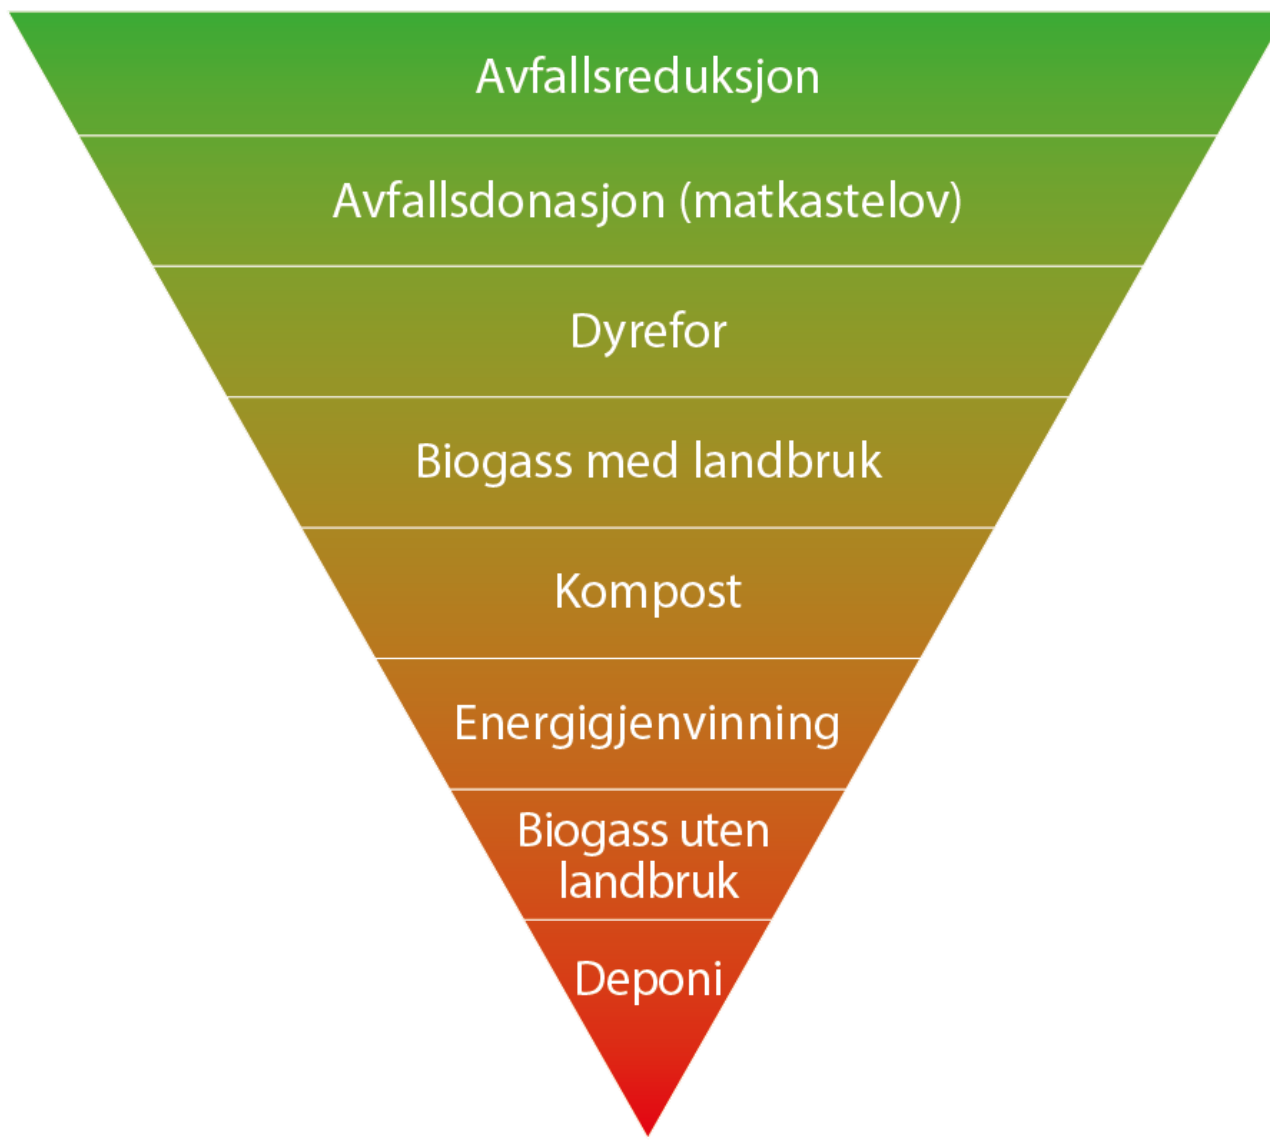 Avfallsreduksjon
Avfallsdonasjon (matkastelov)
Dyrefor
Biogass med landbruk
Kompost
Energigjenvinning
Biogass uten
landbruk
Deponi